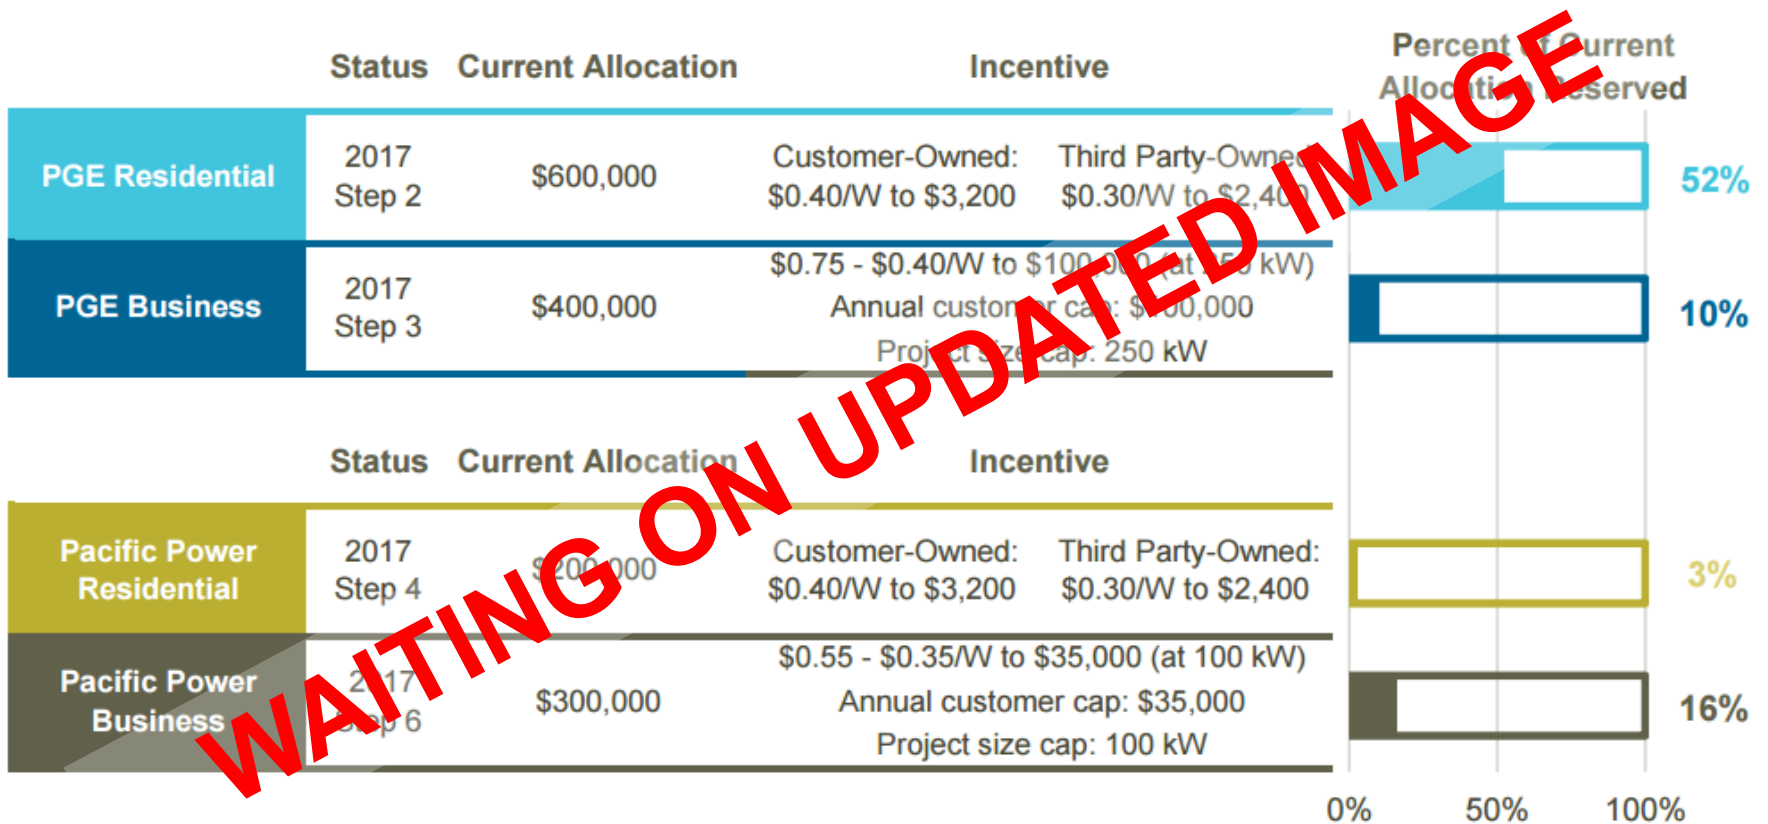 Status Current Allocation Incentive Percent of Current
Allocation Reserved
PGE Residential
2017
Step 2
$600,000
Customer-Owned:
$0.40/W to $3,200
Third Party-Owned
$0.30/W to $2,400
52%
PGE Business
2017
Step 3
$400,000
$0.75 - $0.40/W to $100,000 (at 250 kW)
Annual customer cap: $100,000
Project size cap: 250 kW
10%
Status Current Allocation Incentive
Pacific Power
Residential
2017
Step 4
$200,000
Customer-Owned:
$0.40/W to $3,200
Third Party-Owned:
$0.30/W to $2,400
3%
Pacific Power
Business
2017
Step 6
$300,000
$0.55 - $0.35/W to $35,000 (at 100 kW)
Annual customer cap: $35,000
Project size cap: 100 kW
16%
0% 50% 100%
WAITING ON UPDATED IMAGE